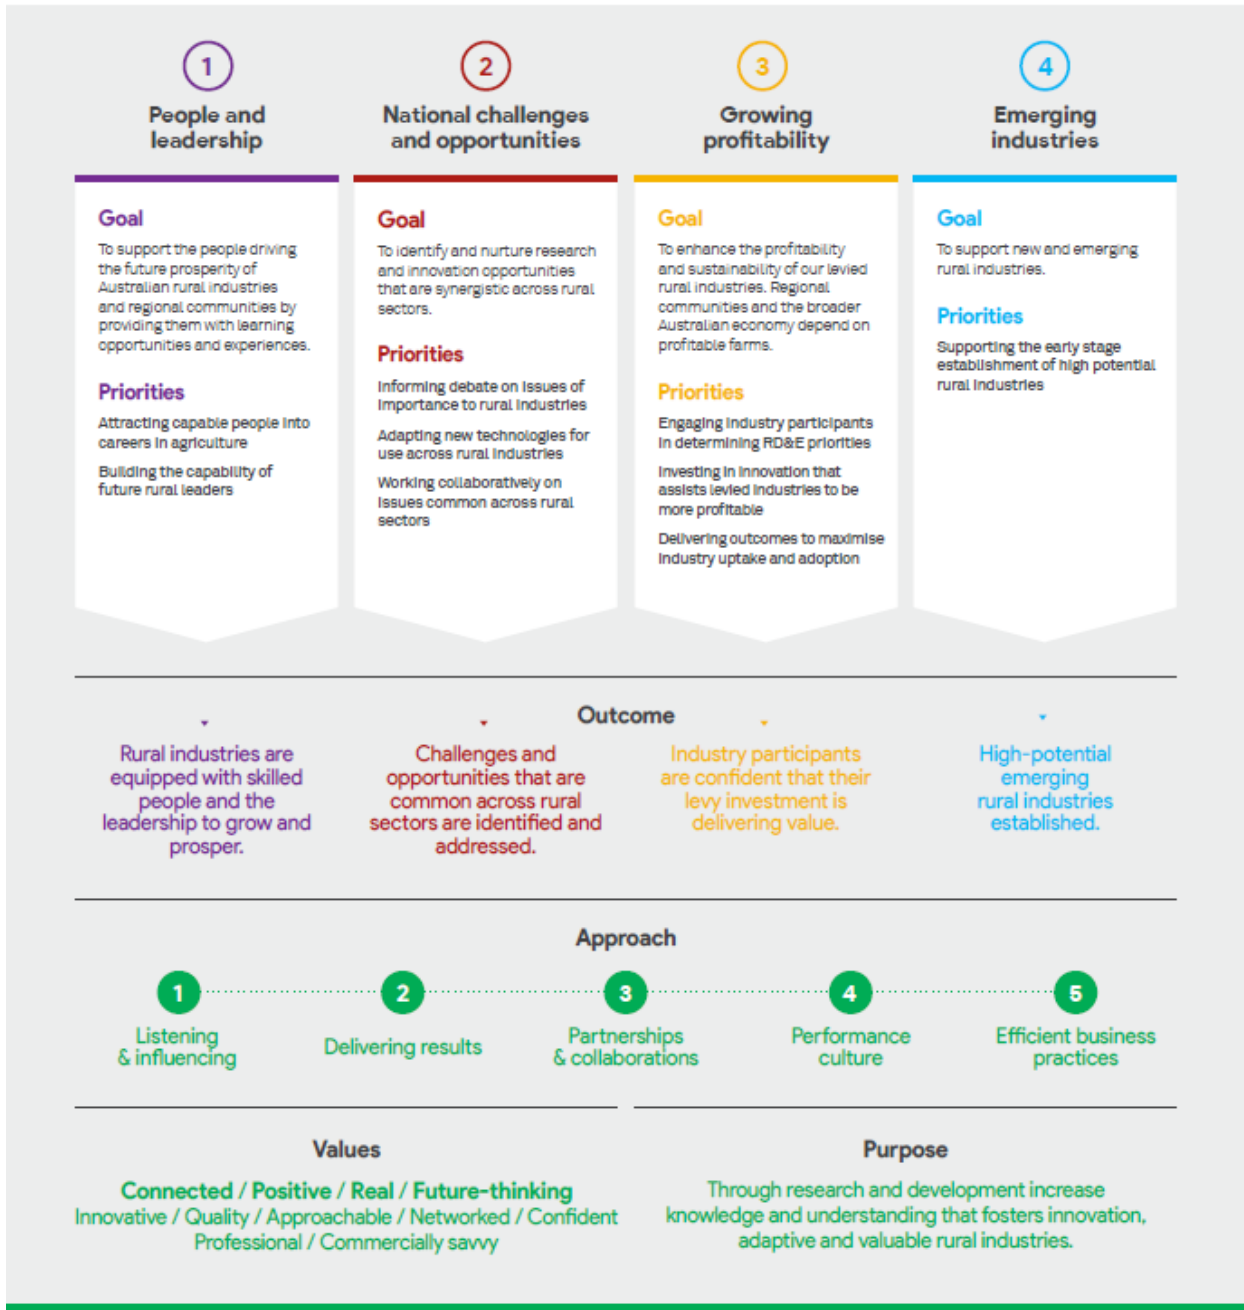 1
People and
leadership
Goal
To support the people driving
the future prosperity of
Australian rural industries
and regional communities by
providing them with learning
opportunities and experiences.
Priorities
Attracting capable people into
careers in agriculture
Building the capability of
future rural leaders
2
National challenges
and opportunities
Goal
To identify and nurture research
and innovation opportunities
that are synergistic across rural
sectors.
Priorities
Informing debate on issues of
importance to rural industries
Adapting new technologies for
use across rural industries
Working collaboratively on
issues common across rural
sectors
3
Growing
profitability
Goal
To enhance the profitability
and sustainability of our levied
rural industries. Regional
communities and the broader
Australian economy depend on
profitable farms.
Priorities
Engaging industry participants
in determining RD&E priorities
Investing in innovation that
assists levied industries to be
more profitable
Delivering outcomes to maximise
industry uptake and adoption
4
Emerging
industries
Goal
To support new and emerging
rural industries.
Priorities
Supporting the early stage
establishment of high potential
rural industries
Outcome
Rural industries are
equipped with skilled
people and the
leadership to grow and
prosper.
Challenges and
opportunities that are
common across rural
sectors are identified and
addressed.
Industry participants
are confident that their
levy investment is
delivering value.
High-potential
emerging
rural industries
established.
Approach
1
Listening
& influencing
2
Delivering results
3
Partnerships
& collaborations
4
Performance
culture
5
Efficient business
practices
Values
Connected / Positive / Real / Future-thinking
Innovative / Quality / Approachable / Networked / Confident
Professional / Commercially savvy
Purpose
Through research and development increase
knowledge and understanding that fosters innovation,
adaptive and valuable rural industries.